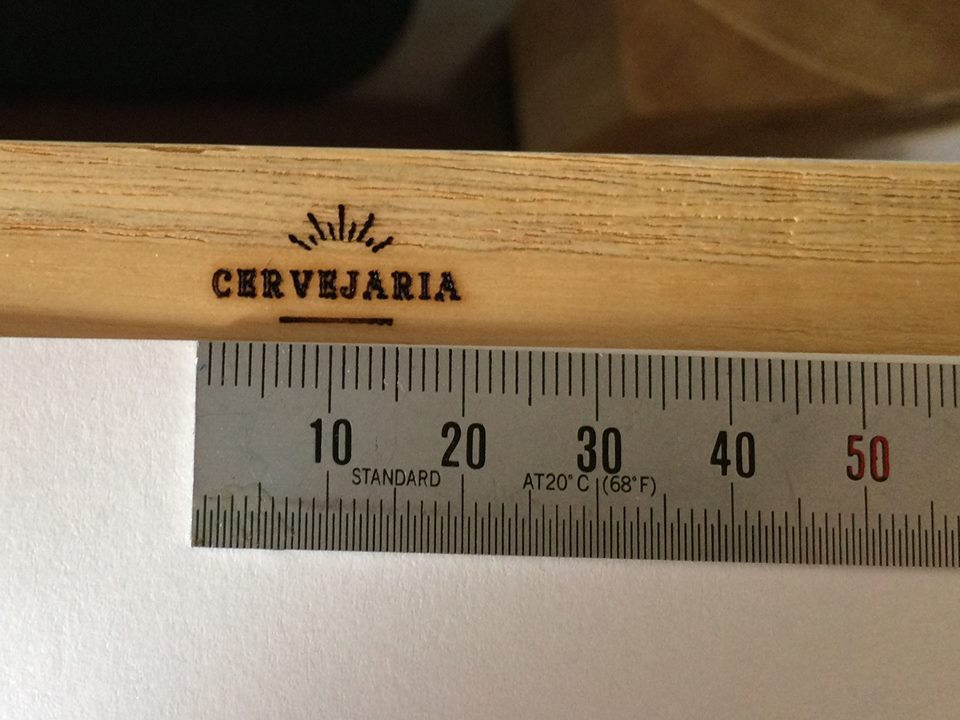 CERVEJARIA
10 20 30 40 50
STANDARD AT20°C (68°F)